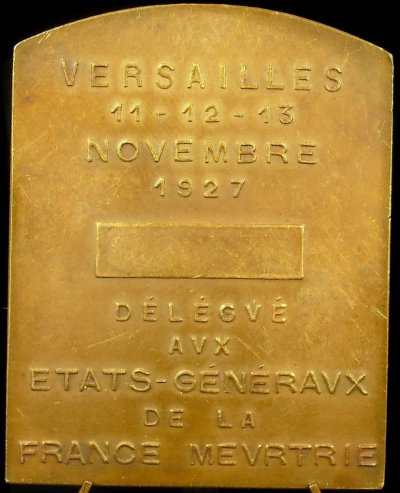 VERSAILLES
11-12-13
NOVEMBRE
1927
DÉLÉGVÉ
AVX
ETATS-GÉNÉRAVX
DE LA
FRANCE MEVRTRIE